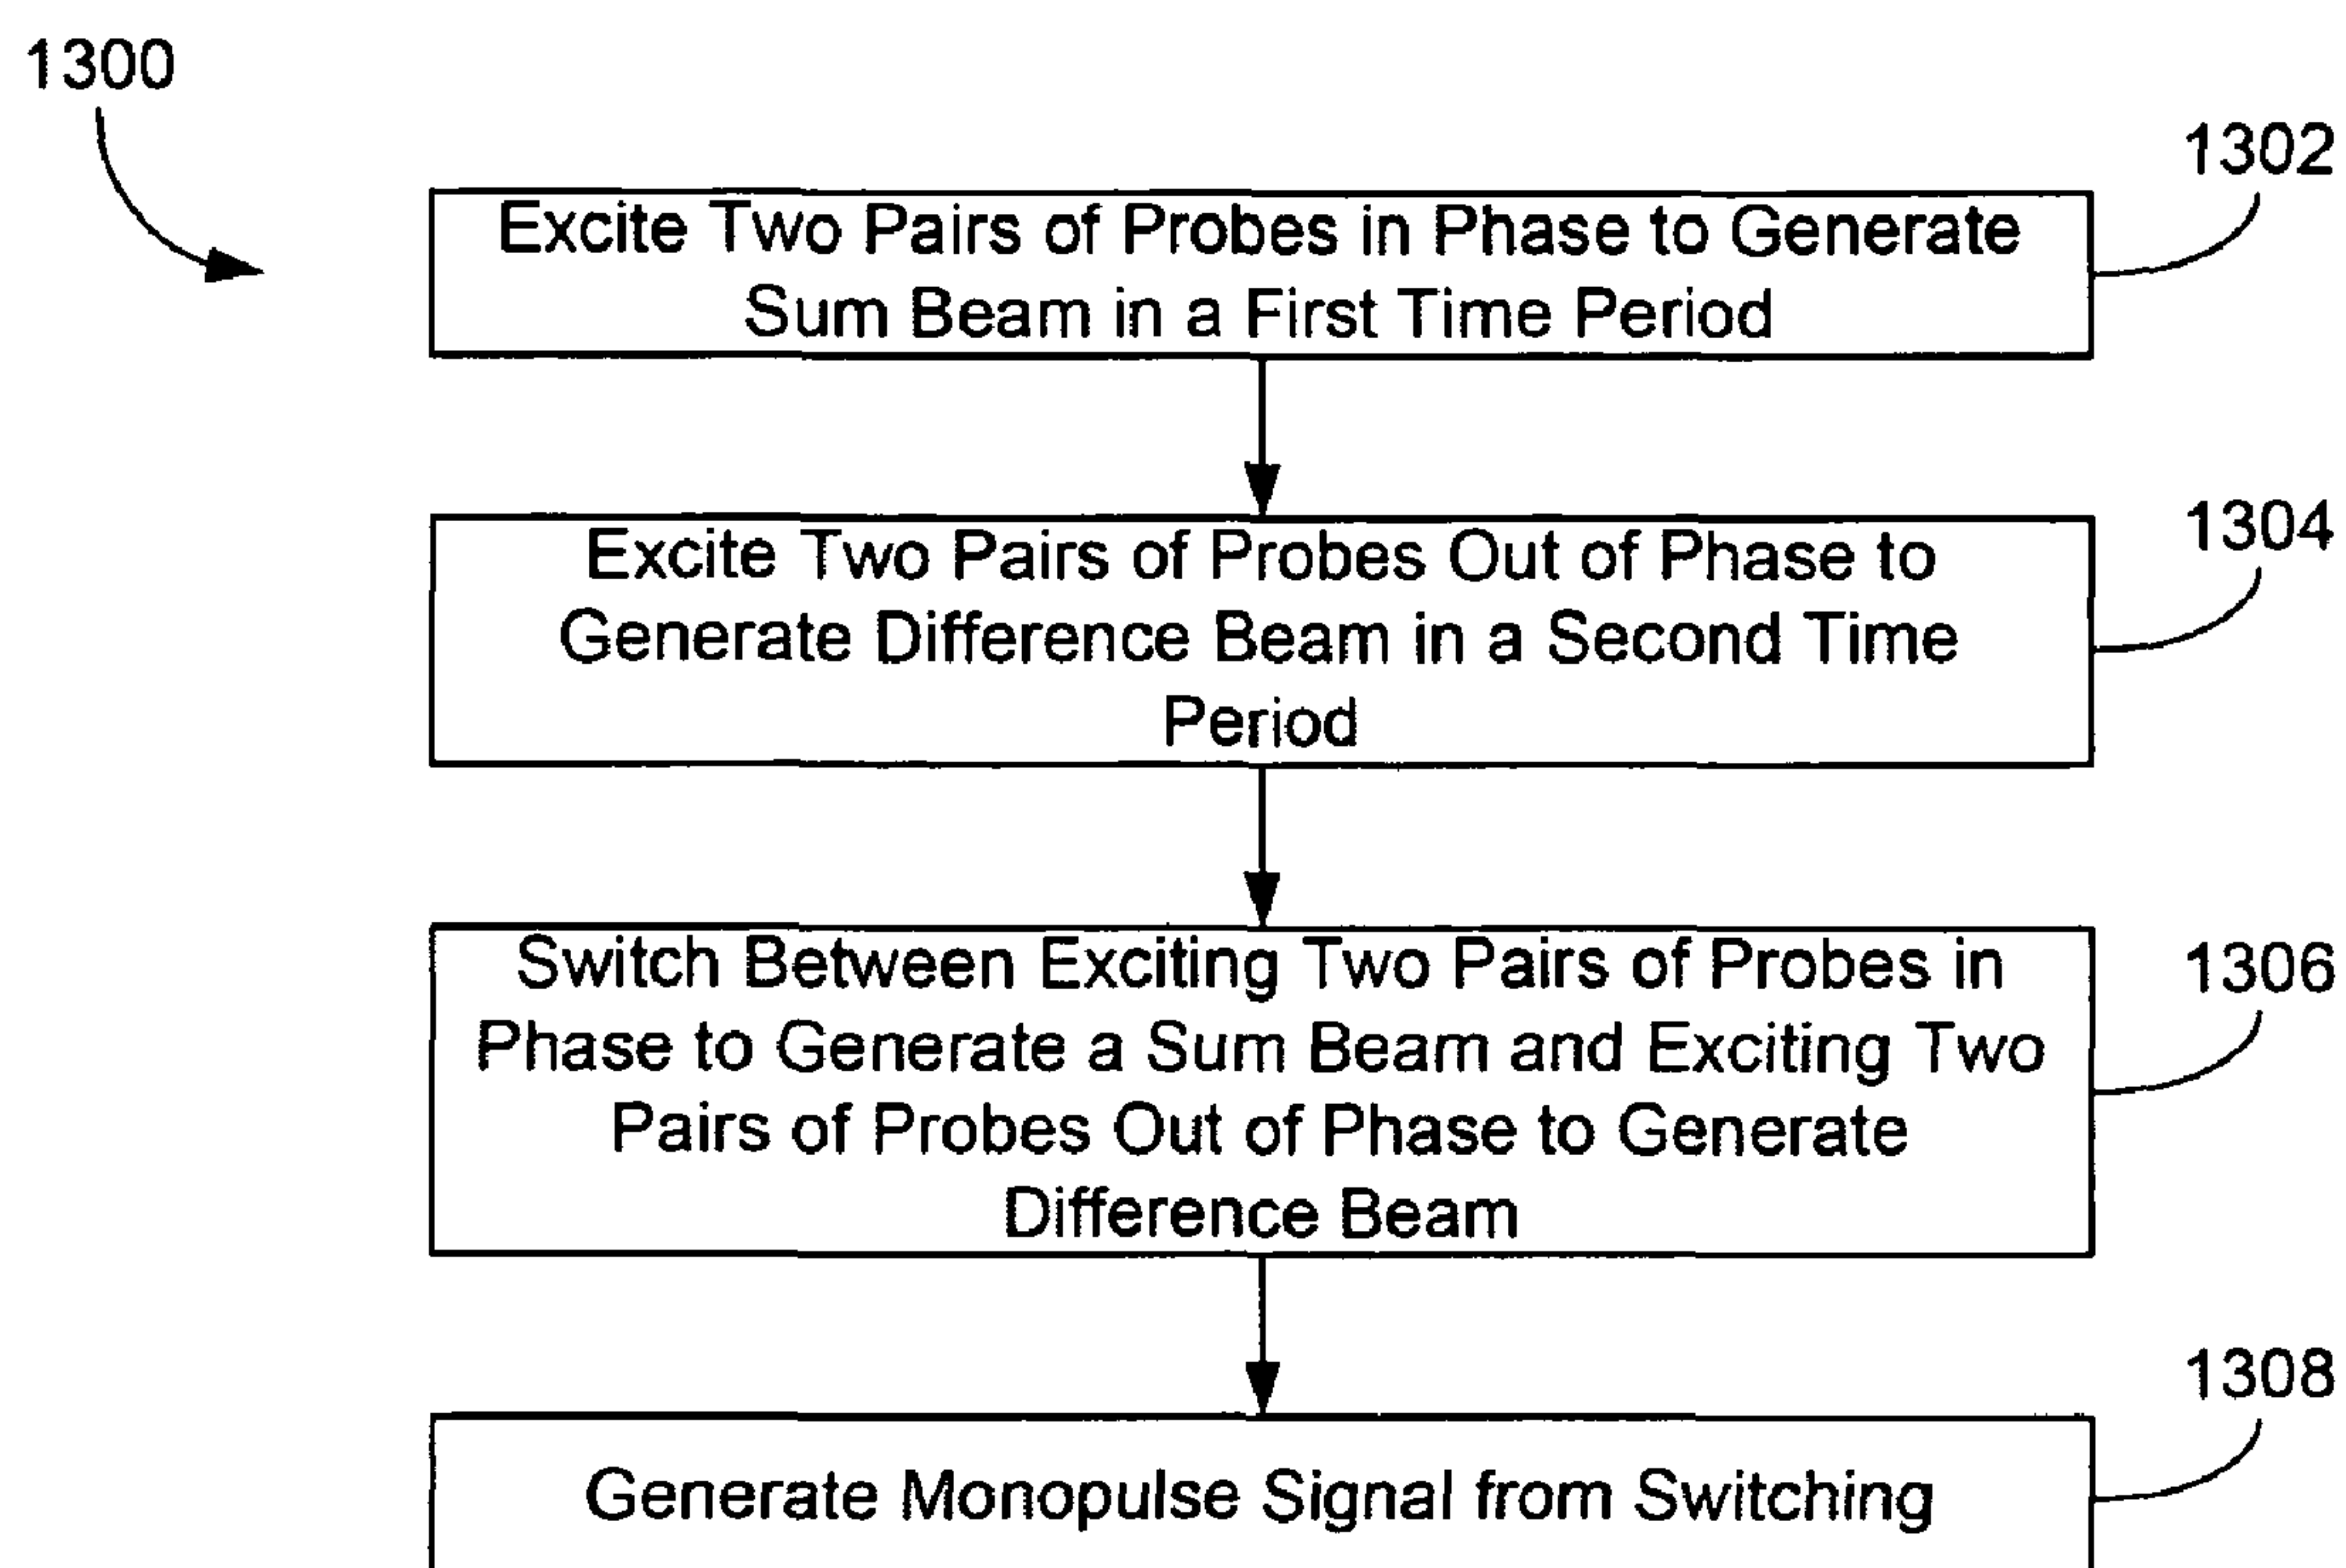 1300
1302
Excite Two Pairs of Probes in Phase to Generate
Sum Beam in a First Time Period
1304
Excite Two Pairs of Probes Out of Phase to
Generate Difference Beam in a Second Time
Period
1306
Switch Between Exciting Two Pairs of Probes in
Phase to Generate a Sum Beam and Exciting Two
Pairs of Probes Out of Phase to Generate
Difference Beam
1308
Generate Monopulse Signal from Switching